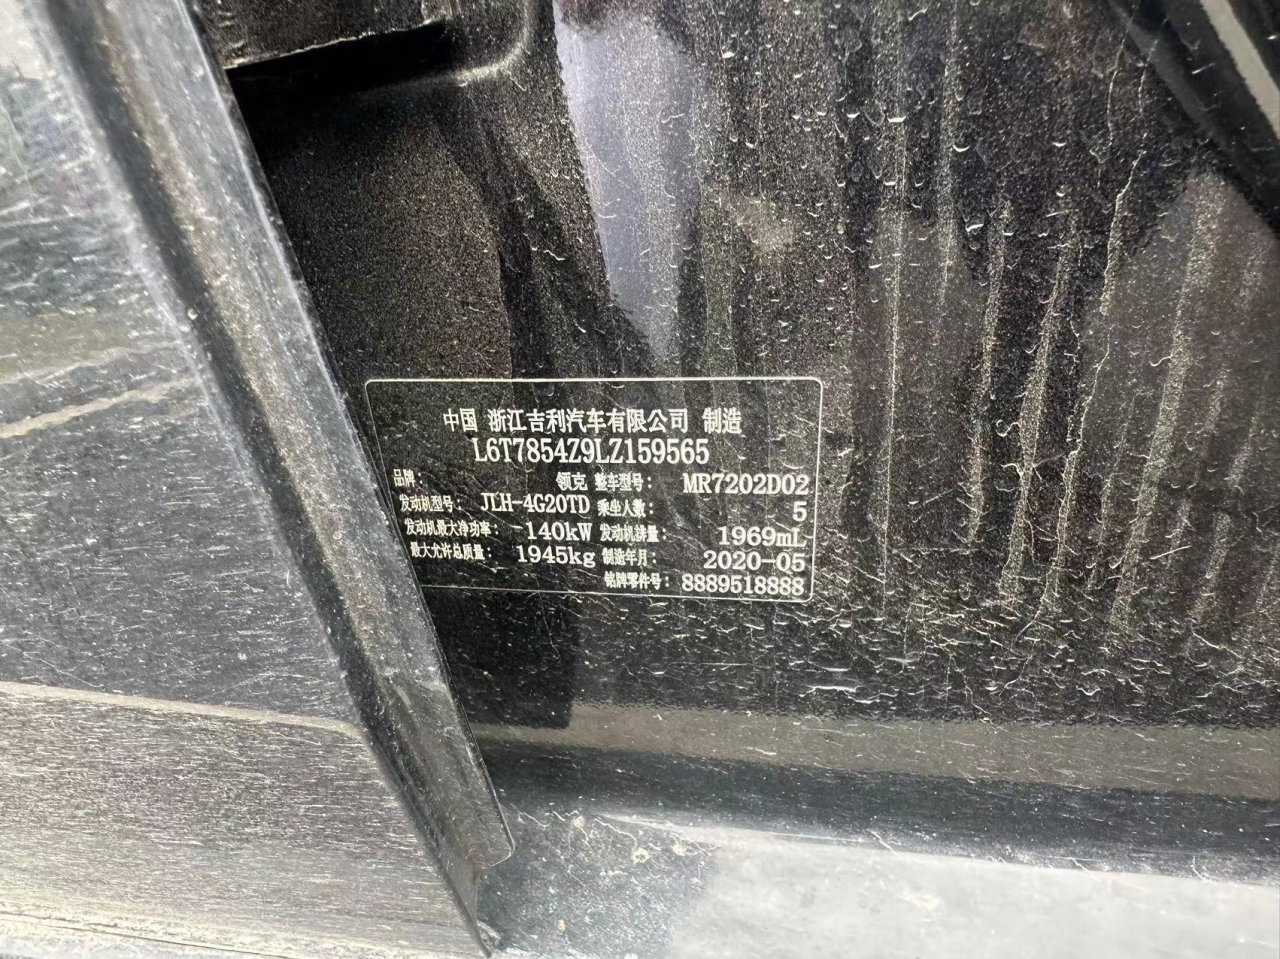 中国 浙江吉利汽车有限公司 制造
L6T7854Z9LZ159565
品牌： 领克 整车型号： MR7202D02
发动机型号： JLH-4G20TD 乘坐人数： 5
发动机最大净功率： 140kW 发动机排量： 1969mL
最大允许总质量： 1945kg 制造年月： 2020-05
铭牌零件号： 8889518888